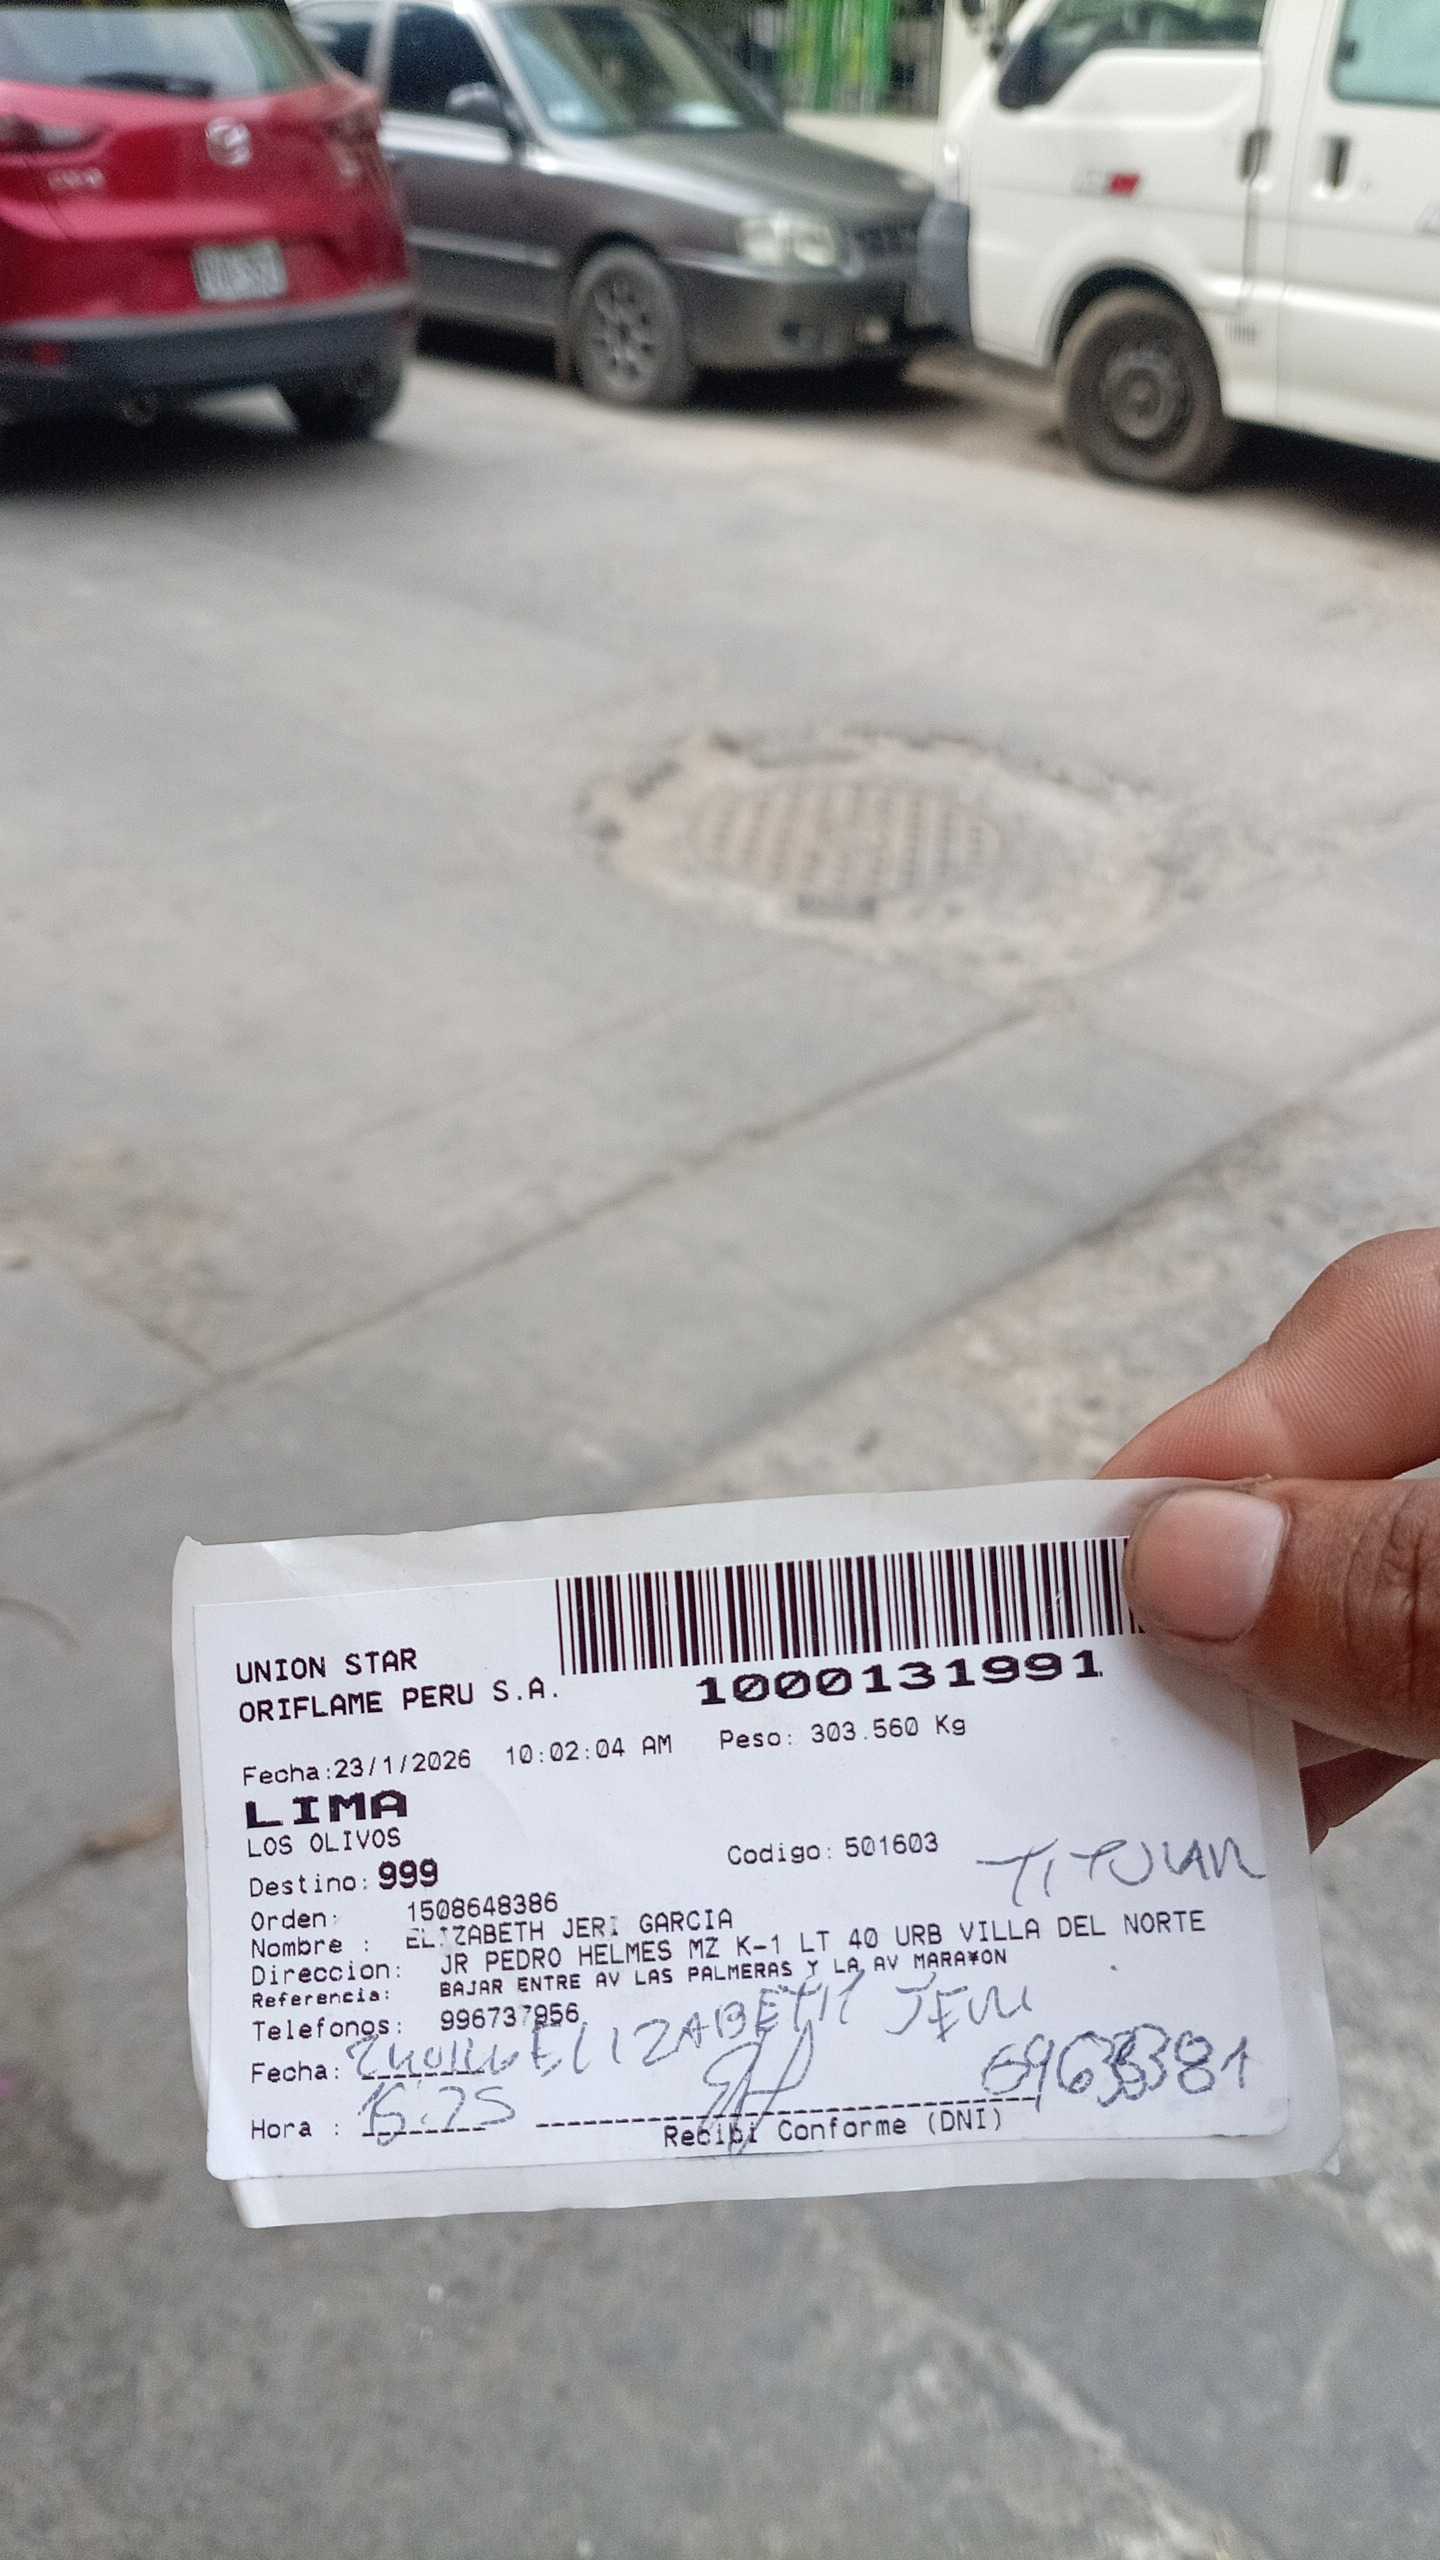 UNION STAR
ORIFLAME PERU S.A.
1000131991
Fecha:23/1/2026 10:02:04 AM Peso: 303.560 Kg
LIMA
LOS OLIVOS
Codigo: 501603
Destino: 999
TITULAR
Orden: 1508648386
Nombre : ELIZABETH JERI GARCIA
Direccion: JR PEDRO HELMES MZ K-1 LT 40 URB VILLA DEL NORTE
Referencia: BAJAR ENTRE AV LAS PALMERAS Y LA AV MARA¥ON
Telefonos: 996737956
Fecha: ELIZABETH JERI
Hora : 15:25
Recibi Conforme (DNI)